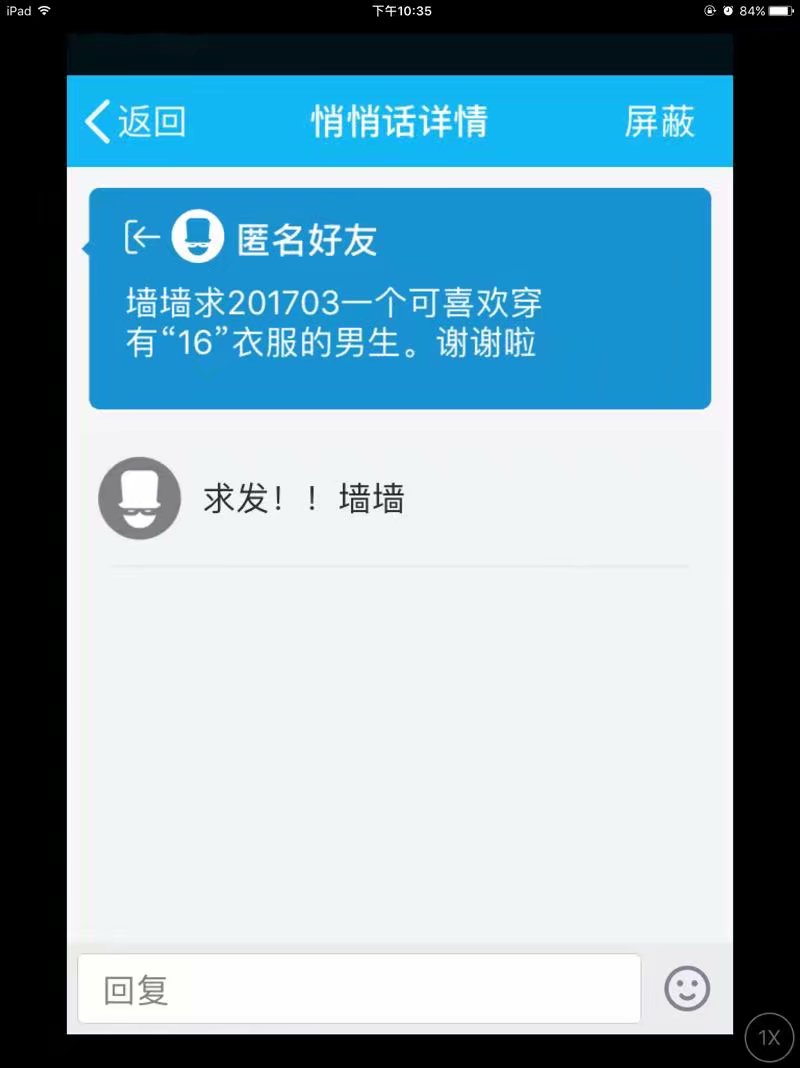 iPad 下午10:35 84%
返回 悄悄话详情 屏蔽
匿名好友
墙墙求201703一个可喜欢穿
有“16”衣服的男生。谢谢啦
求发！！墙墙
回复
1X